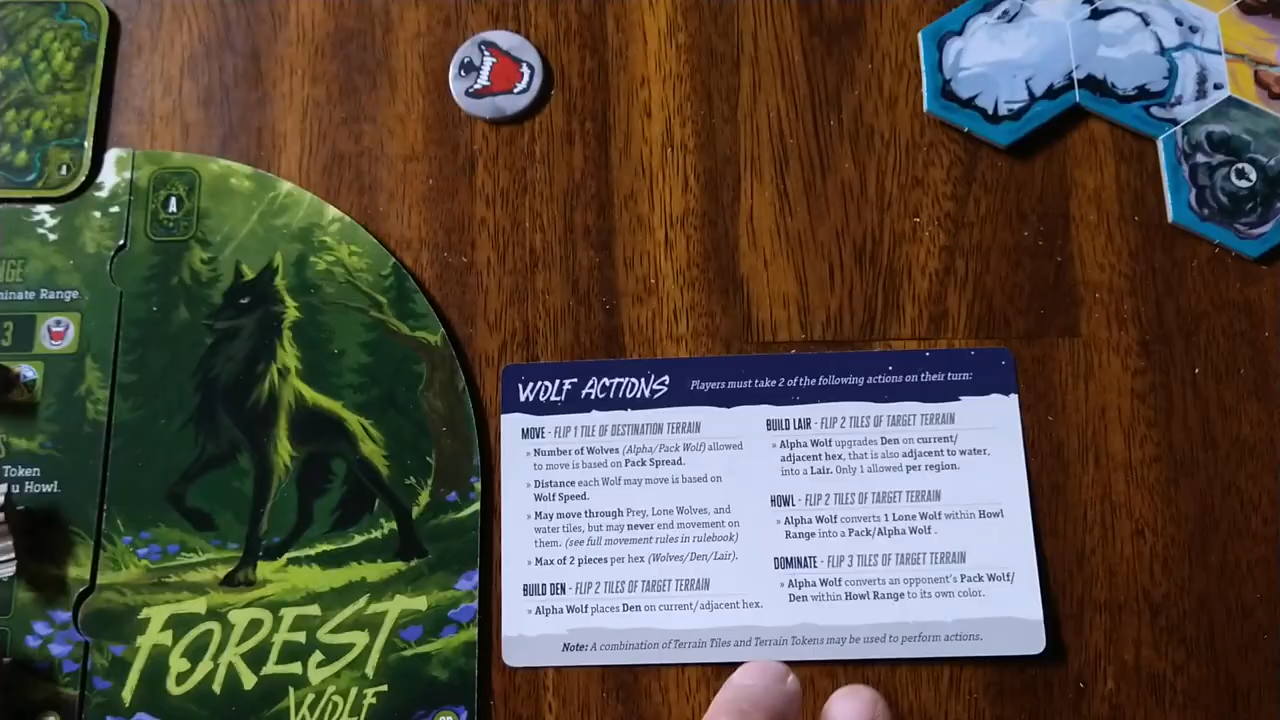 A
NGE
minate Range.
3
S
Token
u Howl.
FOREST
WOLF
WOLF ACTIONS
Players must take 2 of the following actions on their turn:
MOVE - FLIP 1 TILE OF DESTINATION TERRAIN
» Number of Wolves (Alpha/Pack Wolf) allowed
to move is based on Pack Spread.
» Distance each Wolf may move is based on
Wolf Speed.
» May move through Prey, Lone Wolves, and
water tiles, but may never end movement on
them. (see full movement rules in rulebook)
» Max of 2 pieces per hex (Wolves/Den/Lair).
BUILD DEN - FLIP 2 TILES OF TARGET TERRAIN
» Alpha Wolf places Den on current/adjacent hex.
BUILD LAIR - FLIP 2 TILES OF TARGET TERRAIN
» Alpha Wolf upgrades Den on current/
adjacent hex, that is also adjacent to water,
into a Lair. Only 1 allowed per region.
HOWL - FLIP 2 TILES OF TARGET TERRAIN
» Alpha Wolf converts 1 Lone Wolf within Howl
Range into a Pack/Alpha Wolf .
DOMINATE - FLIP 3 TILES OF TARGET TERRAIN
» Alpha Wolf converts an opponent's Pack Wolf/
Den within Howl Range to its own color.
Note: A combination of Terrain Tiles and Terrain Tokens may be used to perform actions.